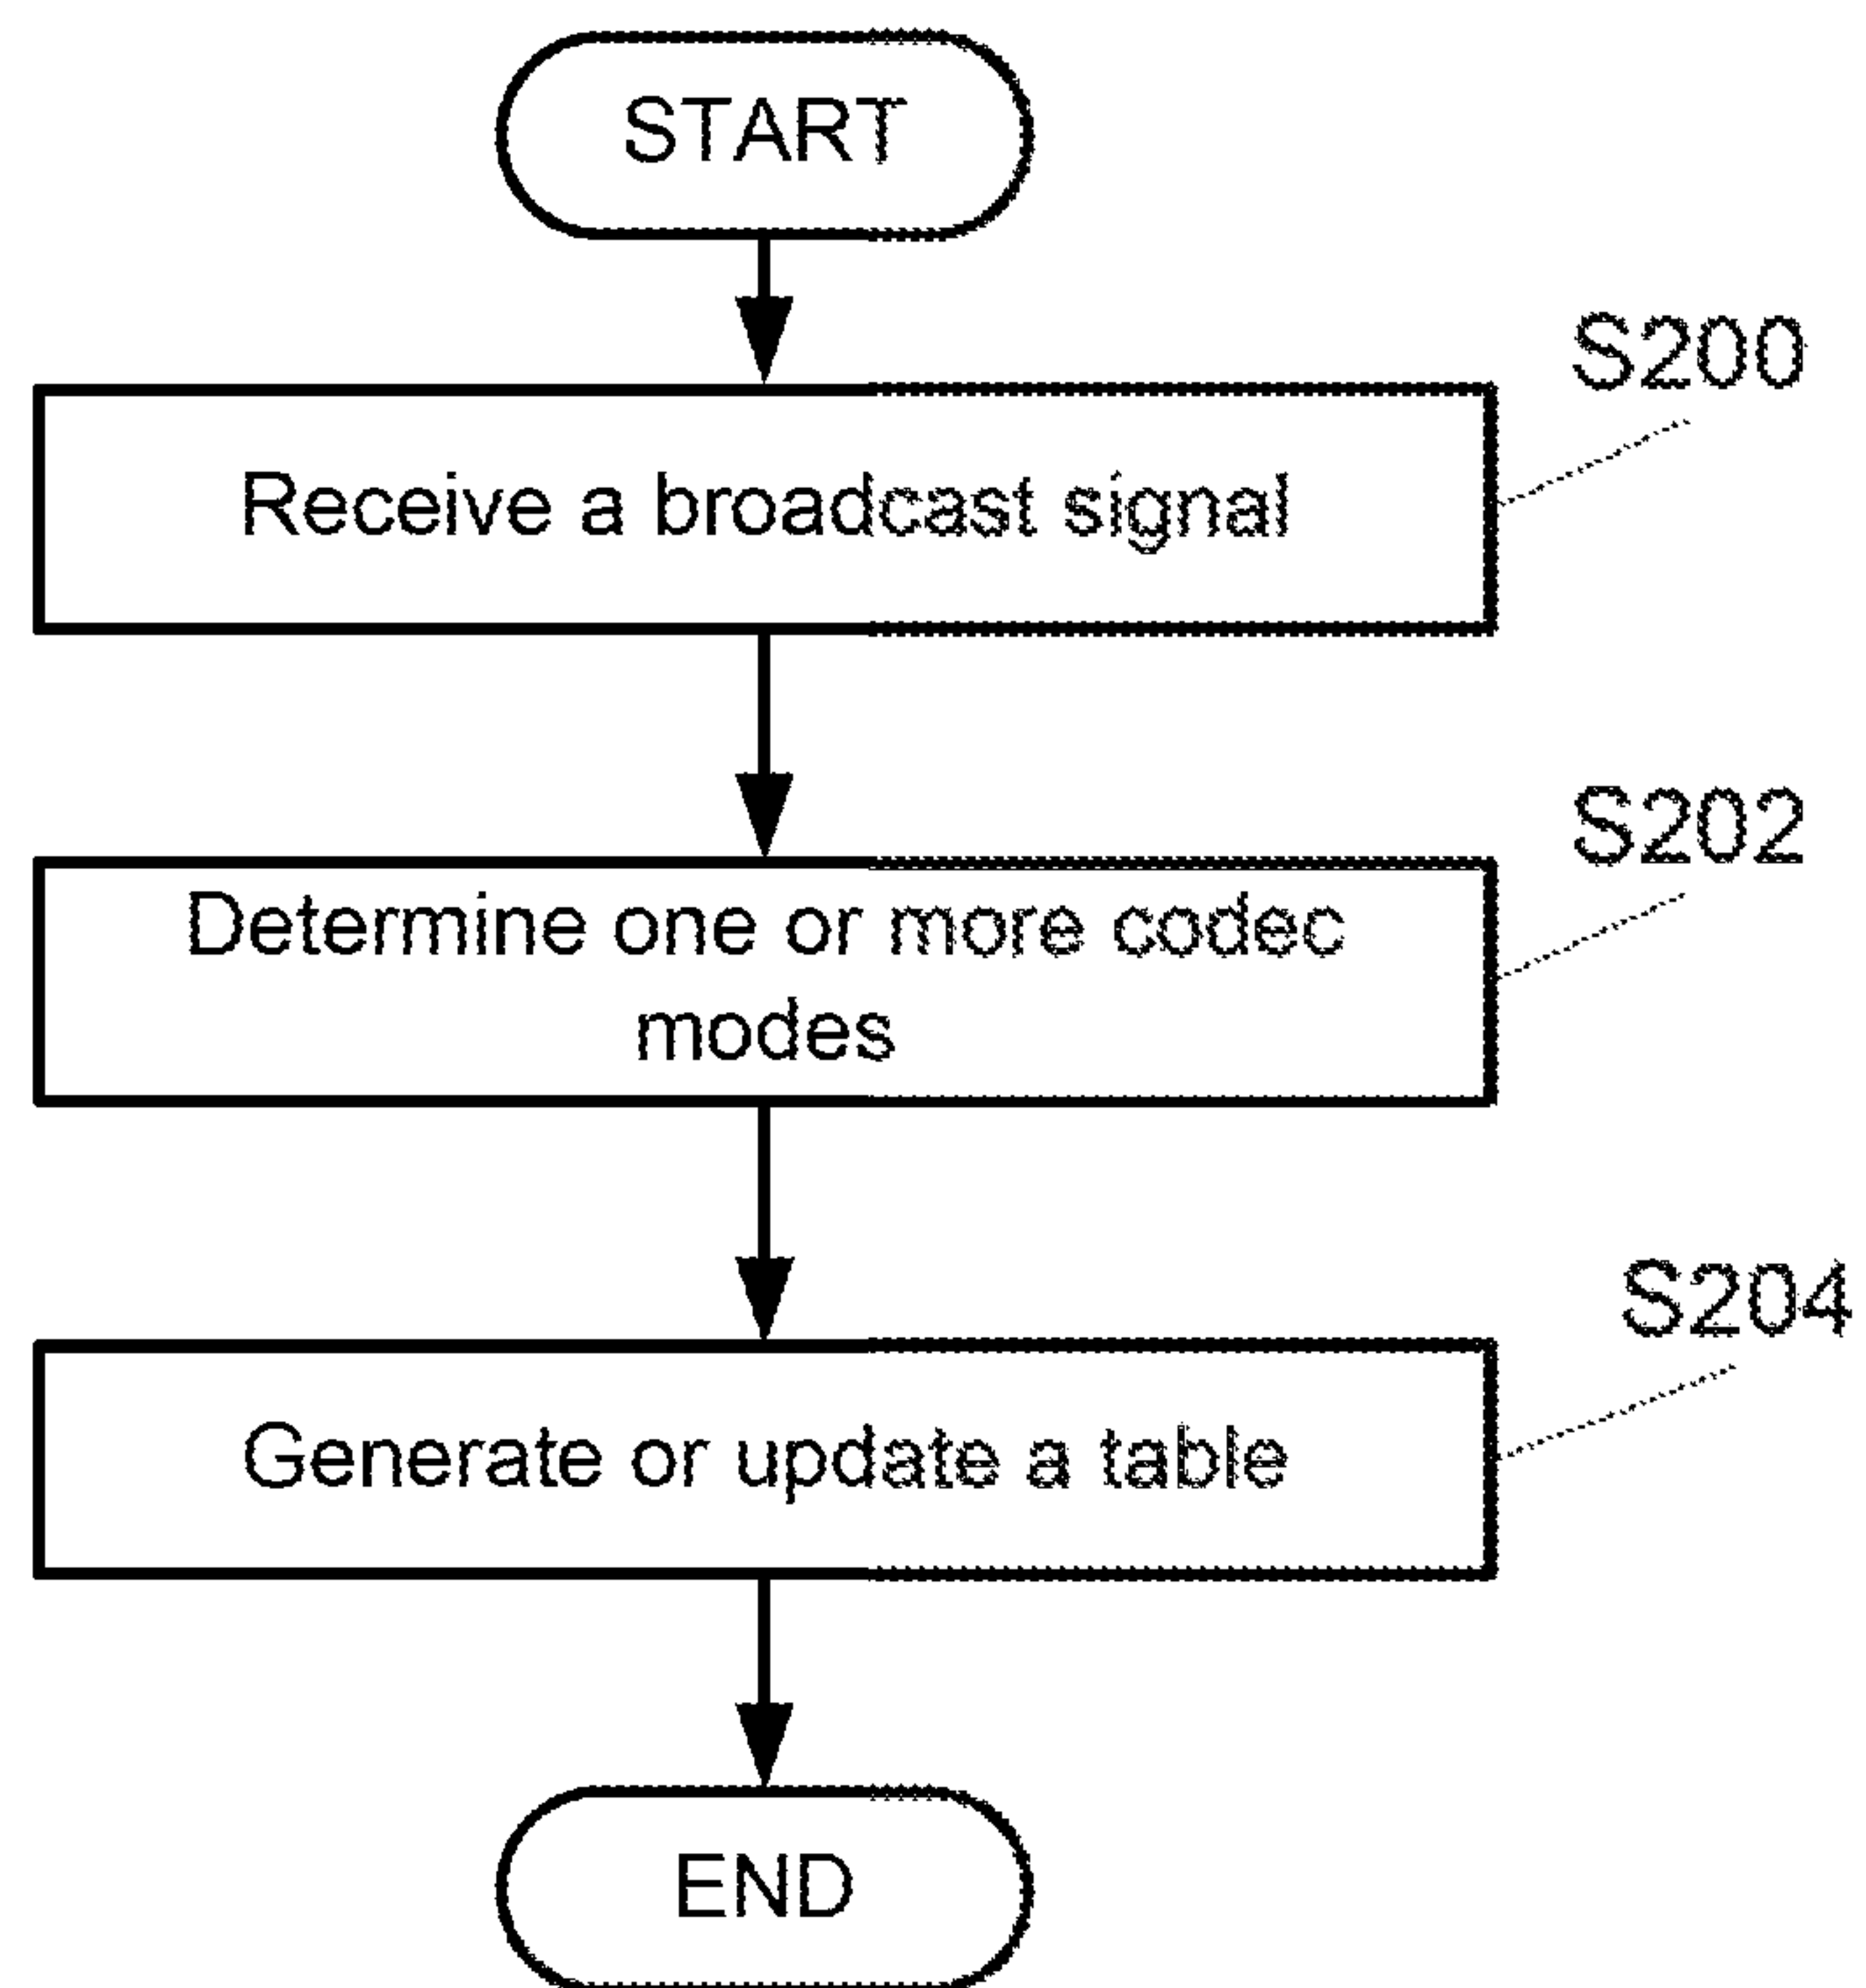 START
S200
Receive a broadcast signal
S202
Determine one or more codec
modes
S204
Generate or update a table
END